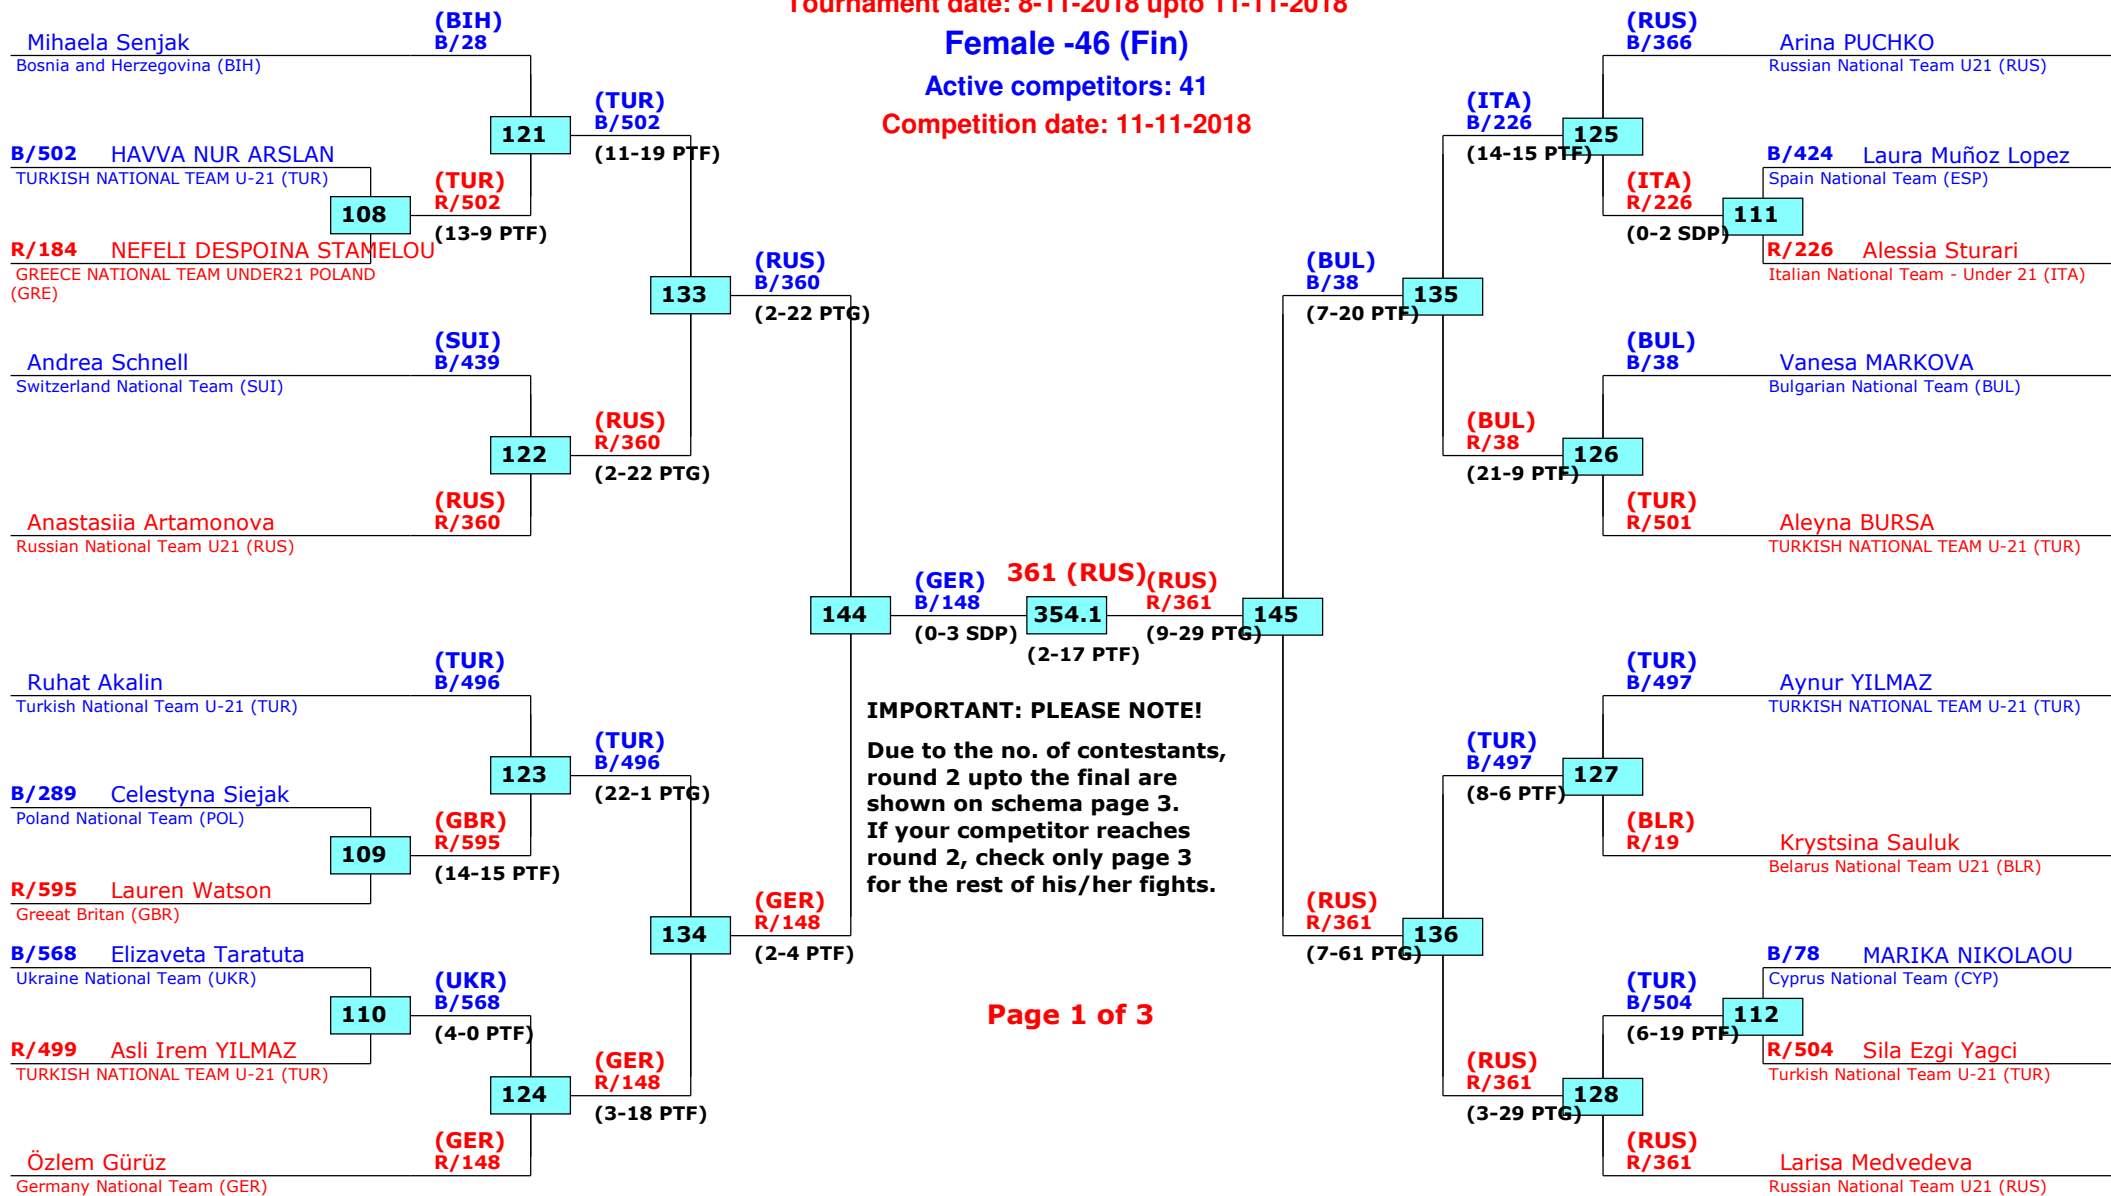 Tournament date: 8-11-2018 upto 11-11-2018
Female -46 (Fin)
Active competitors: 41
Competition date: 11-11-2018
Mihaela Senjak
(BIH)
B/28
Bosnia and Herzegovina (BIH)
121
(TUR)
B/502
(11-19 PTF)
B/502 HAVVA NUR ARSLAN
TURKISH NATIONAL TEAM U-21 (TUR)
108
(TUR)
R/502
(13-9 PTF)
R/184 NEFELI DESPOINA STAMELOU
GREECE NATIONAL TEAM UNDER21 POLAND
(GRE)
133
(RUS)
B/360
(2-22 PTG)
Andrea Schnell
(SUI)
B/439
Switzerland National Team (SUI)
122
(RUS)
R/360
(2-22 PTG)
Anastasiia Artamonova
(RUS)
R/360
Russian National Team U21 (RUS)
144
(GER)
B/148
(0-3 SDP)
361 (RUS)
354.1
(2-17 PTF)
(RUS)
R/361
(9-29 PTG)
145
Ruhat Akalin
(TUR)
B/496
Turkish National Team U-21 (TUR)
123
(TUR)
B/496
(22-1 PTG)
B/289 Celestyna Siejak
Poland National Team (POL)
109
(GBR)
R/595
(14-15 PTF)
R/595 Lauren Watson
Greeat Britan (GBR)
134
(GER)
R/148
(2-4 PTF)
B/568 Elizaveta Taratuta
Ukraine National Team (UKR)
110
(UKR)
B/568
(4-0 PTF)
R/499 Asli Irem YILMAZ
TURKISH NATIONAL TEAM U-21 (TUR)
124
(GER)
R/148
(3-18 PTF)
Özlem Gürüz
(GER)
R/148
Germany National Team (GER)
IMPORTANT: PLEASE NOTE!
Due to the no. of contestants,
round 2 upto the final are
shown on schema page 3.
If your competitor reaches
round 2, check only page 3
for the rest of his/her fights.
Page 1 of 3
(RUS)
B/366
Arina PUCHKO
Russian National Team U21 (RUS)
(ITA)
B/226
(14-15 PTF)
125
B/424 Laura Muñoz Lopez
Spain National Team (ESP)
(ITA)
R/226
(0-2 SDP)
111
R/226 Alessia Sturari
Italian National Team - Under 21 (ITA)
(BUL)
B/38
(7-20 PTF)
135
(BUL)
B/38
Vanesa MARKOVA
Bulgarian National Team (BUL)
(BUL)
R/38
(21-9 PTF)
126
(TUR)
R/501
Aleyna BURSA
TURKISH NATIONAL TEAM U-21 (TUR)
(TUR)
B/497
Aynur YILMAZ
TURKISH NATIONAL TEAM U-21 (TUR)
(TUR)
B/497
(8-6 PTF)
127
(BLR)
R/19
Krystsina Sauluk
Belarus National Team U21 (BLR)
(RUS)
R/361
(7-61 PTG)
136
B/78 MARIKA NIKOLAOU
Cyprus National Team (CYP)
(TUR)
B/504
(6-19 PTF)
112
R/504 Sila Ezgi Yagci
Turkish National Team U-21 (TUR)
(RUS)
R/361
(3-29 PTG)
128
(RUS)
R/361
Larisa Medvedeva
Russian National Team U21 (RUS)